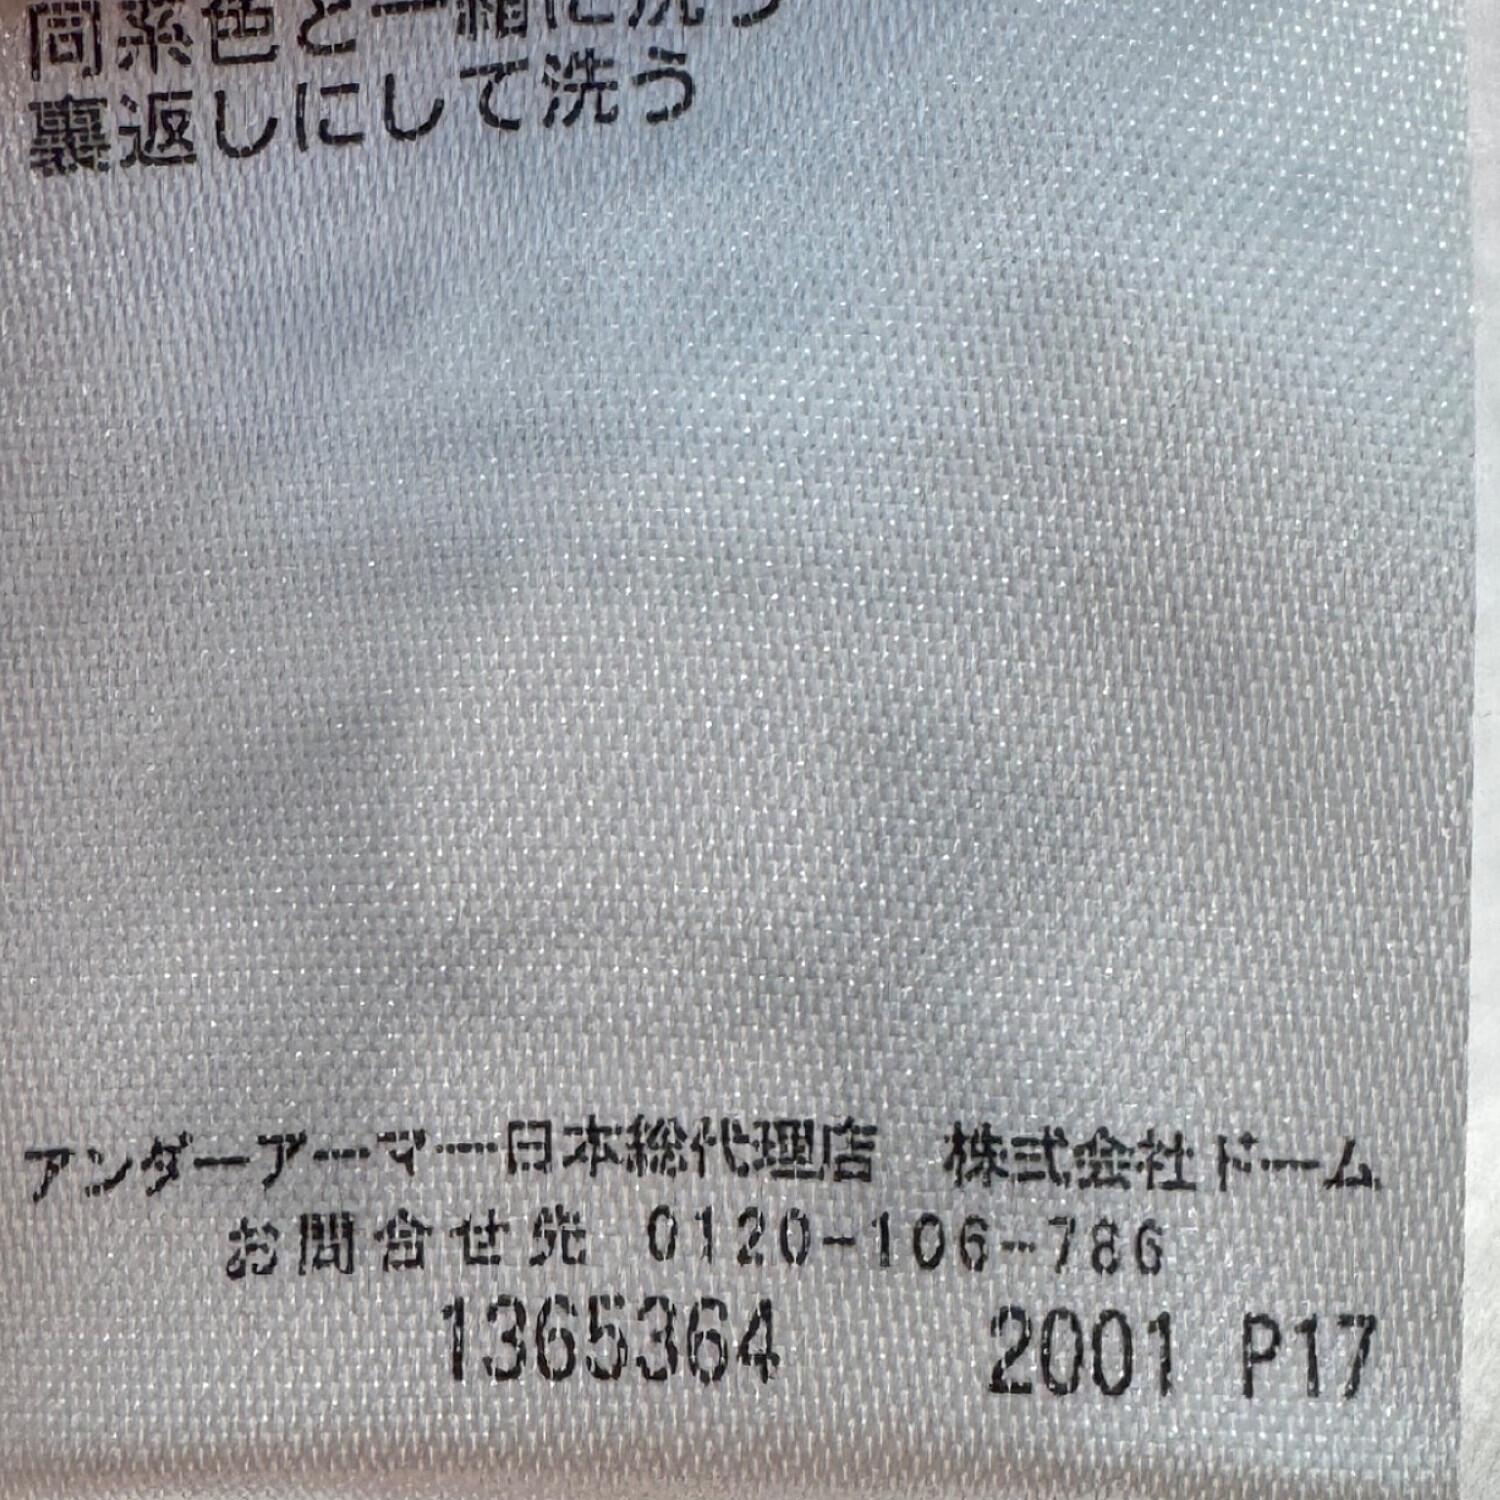 同系色と一緒に洗う
裏返しにして洗う
アンダーアーマー日本総代理店　株式会社ドーム
お問合せ先 0120-106-786
1365364 2001 P17